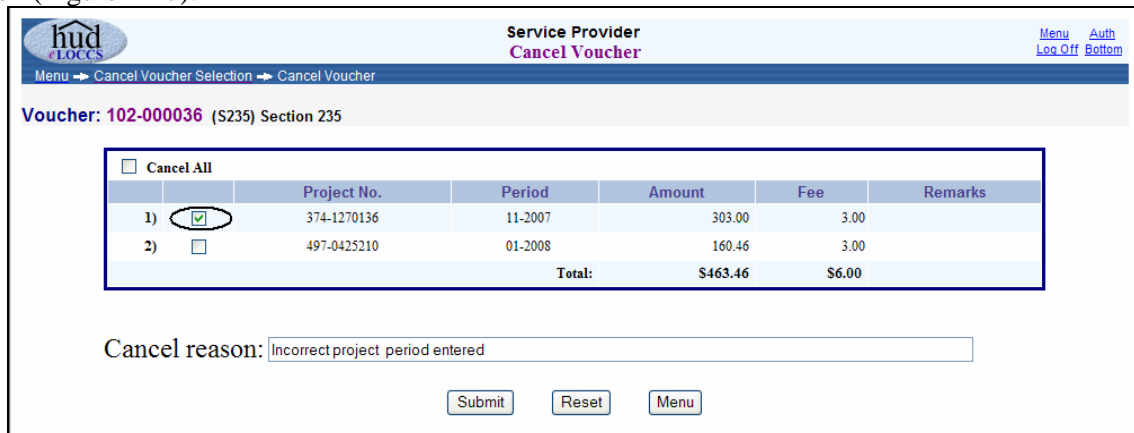 hud
eLOCCS
Service Provider
Cancel Voucher
Menu Auth
Log Off Bottom
Menu → Cancel Voucher Selection → Cancel Voucher
Voucher: 102-000036 (S235) Section 235
Cancel All
Project No. Period Amount Fee Remarks
1) 374-1270136 11-2007 303.00 3.00
2) 497-0425210 01-2008 160.46 3.00
Total: $463.46 $6.00
Cancel reason: Incorrect project period entered
Submit Reset Menu